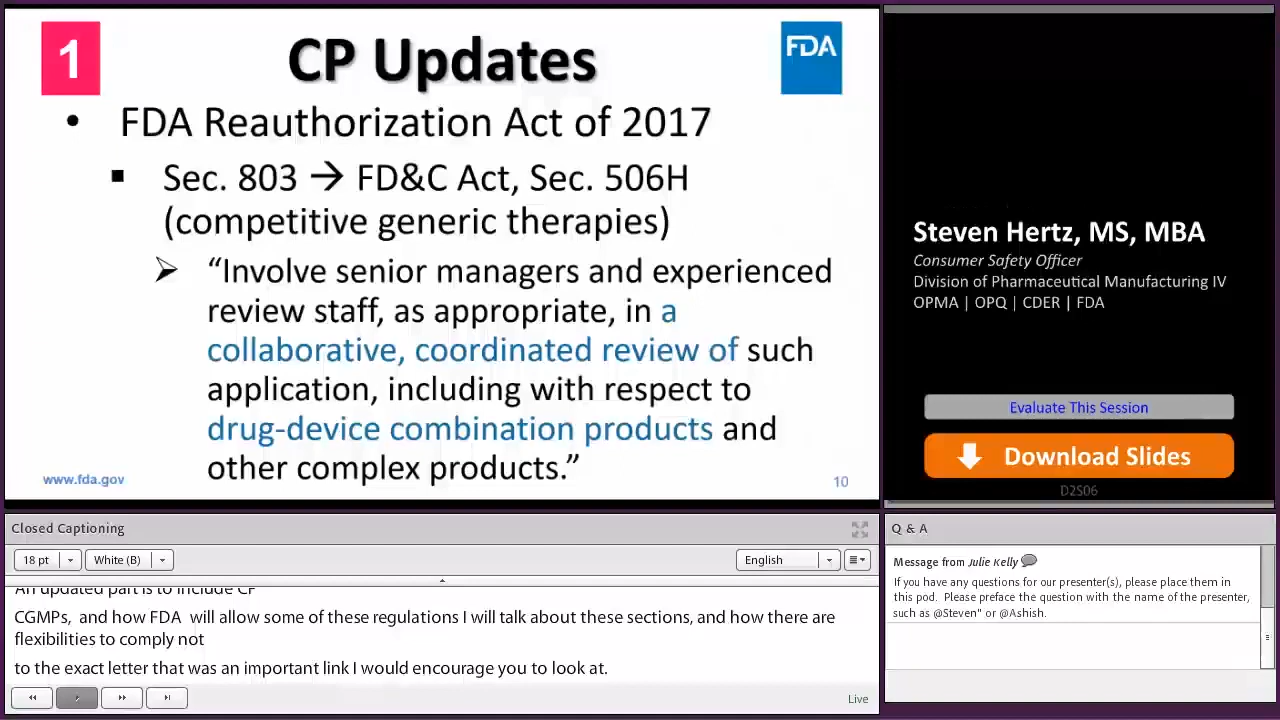 1
CP Updates
FDA
• FDA Reauthorization Act of 2017
▪ Sec. 803 → FD&C Act, Sec. 506H
(competitive generic therapies)
➢ “Involve senior managers and experienced
review staff, as appropriate, in a
collaborative, coordinated review of such
application, including with respect to
drug-device combination products and
other complex products.”
www.fda.gov
10
Steven Hertz, MS, MBA
Consumer Safety Officer
Division of Pharmaceutical Manufacturing IV
OPMA | OPQ | CDER | FDA
Evaluate This Session
Download Slides
D2S06
Closed Captioning
18 pt
White (B)
English
An updated part is to include CP
CGMPs, and how FDA will allow some of these regulations I will talk about these sections, and how there are
flexibilities to comply not
to the exact letter that was an important link I would encourage you to look at.
Live
Q & A
Message from Julie Kelly
If you have any questions for our presenter(s), please place them in
this pod. Please preface the question with the name of the presenter,
such as @Steven" or @Ashish.